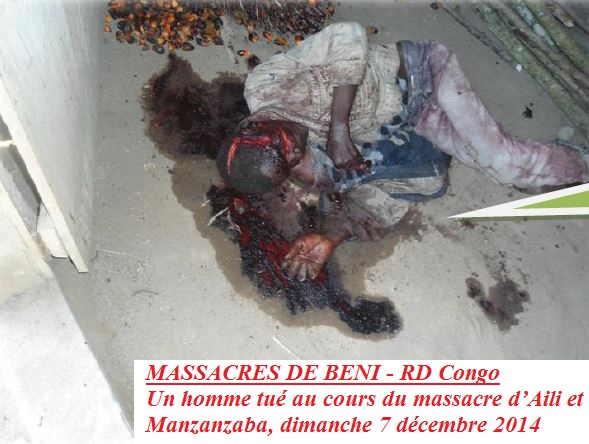 MASSACRES DE BENI - RD Congo
Un homme tué au cours du massacre d’Aili et
Manzanzaba, dimanche 7 décembre 2014